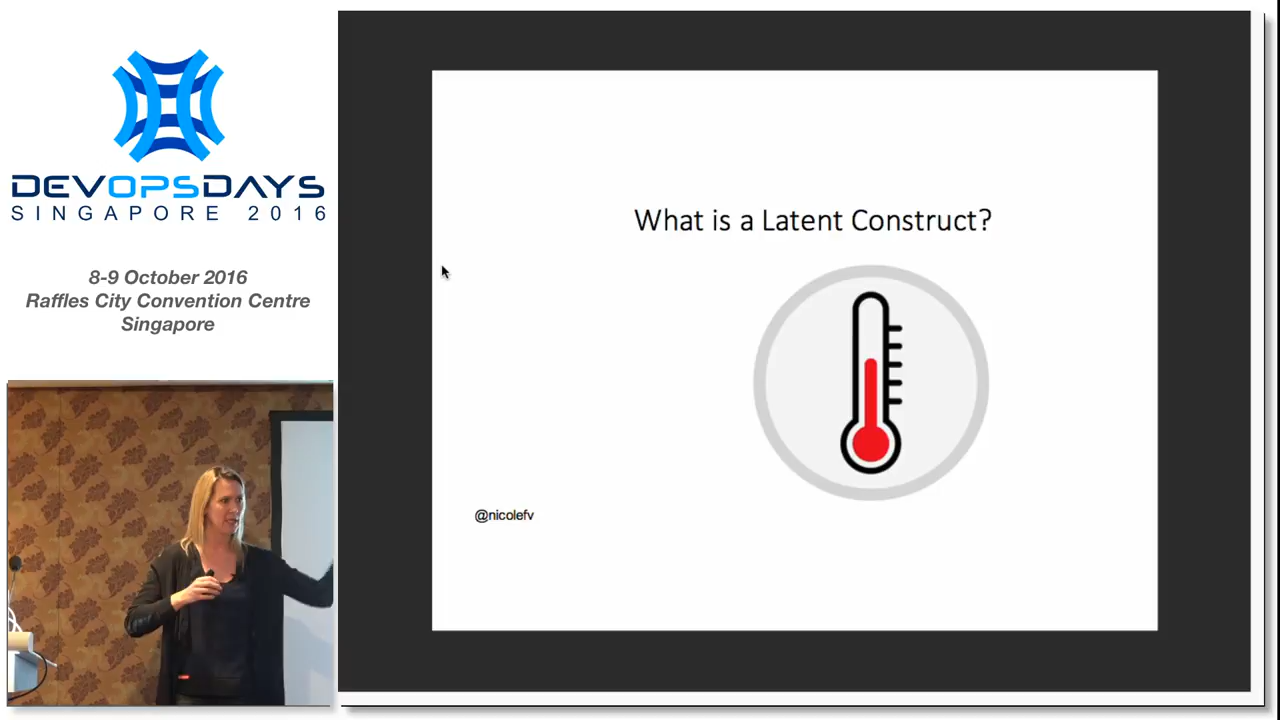 DEVOPSDAYS
SINGAPORE 2016
8-9 October 2016
Raffles City Convention Centre
Singapore
What is a Latent Construct?
@nicolefv